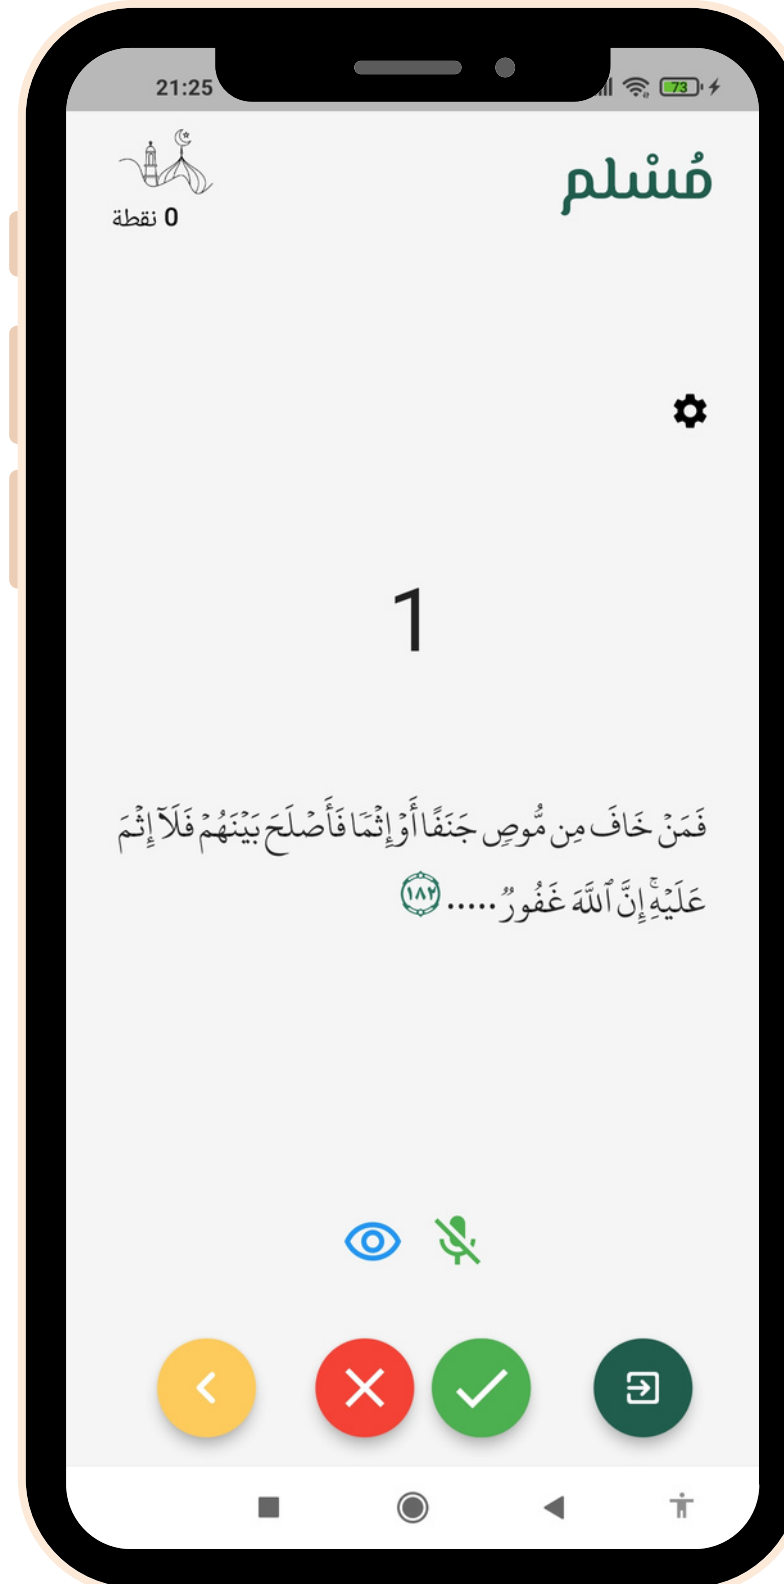 21:25
73
مُسْلم
0 نقطة
1
فَمَنْ خَافَ مِن مُّوصٍ جَنَفًا أَوْ إِثْمًا فَأَصْلَحَ بَيْنَهُمْ فَلَآ إِثْمَ
عَلَيْهِ ۚ إِنَّ ٱللَّهَ غَفُورٌ ..... ١٨٢